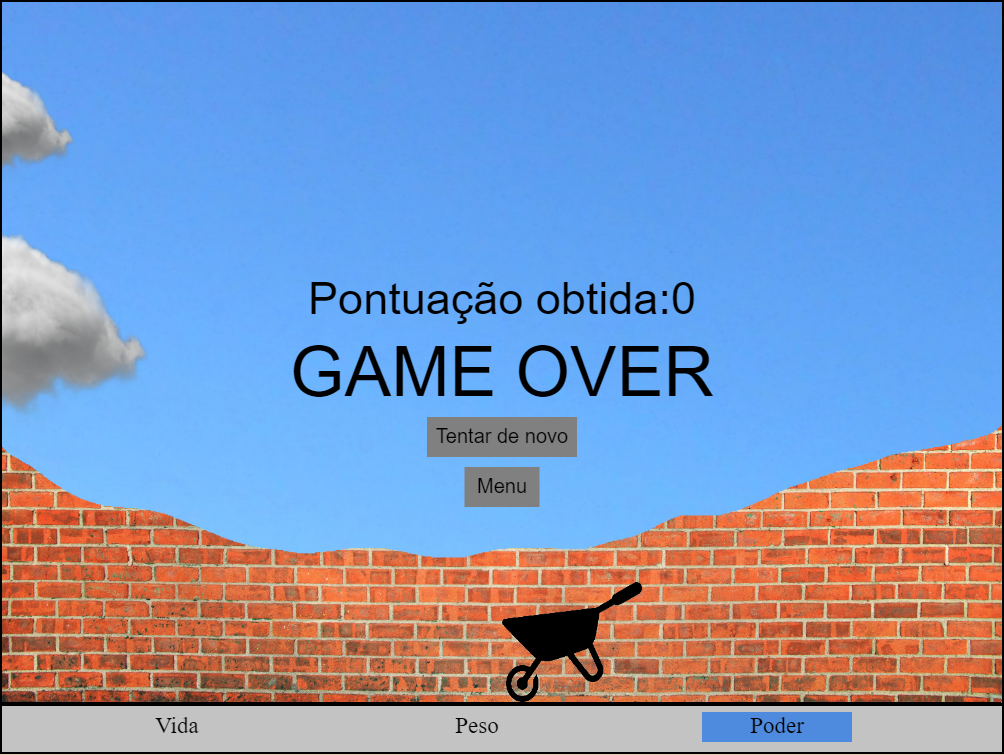 Pontuação obtida:0
GAME OVER
Tentar de novo
Menu
Vida Peso Poder